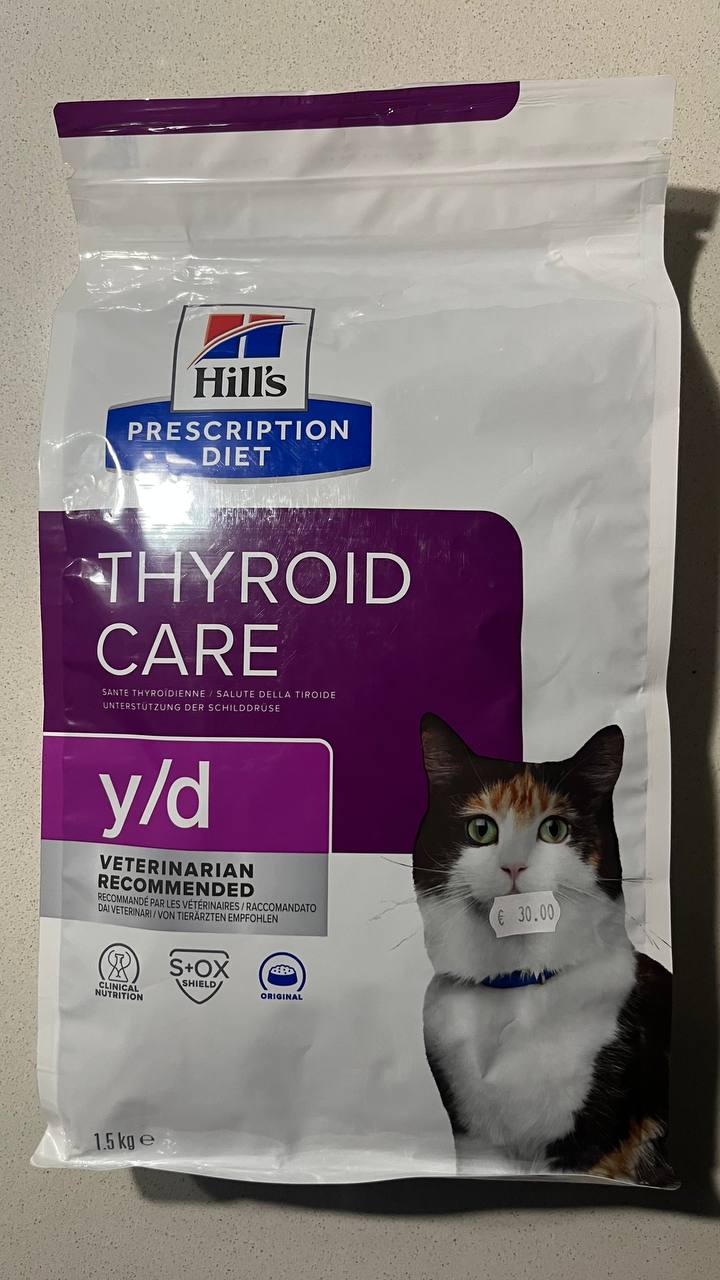 Hill's
PRESCRIPTION
DIET
THYROID
CARE
SANTE THYROÏDIENNE / SALUTE DELLA TIROIDE
UNTERSTÜTZUNG DER SCHILDDRÜSE
y/d
VETERINARIAN
RECOMMENDED
RECOMMANDÉ PAR LES VÉTÉRINAIRES / RACCOMANDATO
DAI VETERINARI / VON TIERÄRZTEN EMPFOHLEN
€ 30.00
CLINICAL
NUTRITION
S+OX
SHIELD
ORIGINAL
1.5 kg ℮